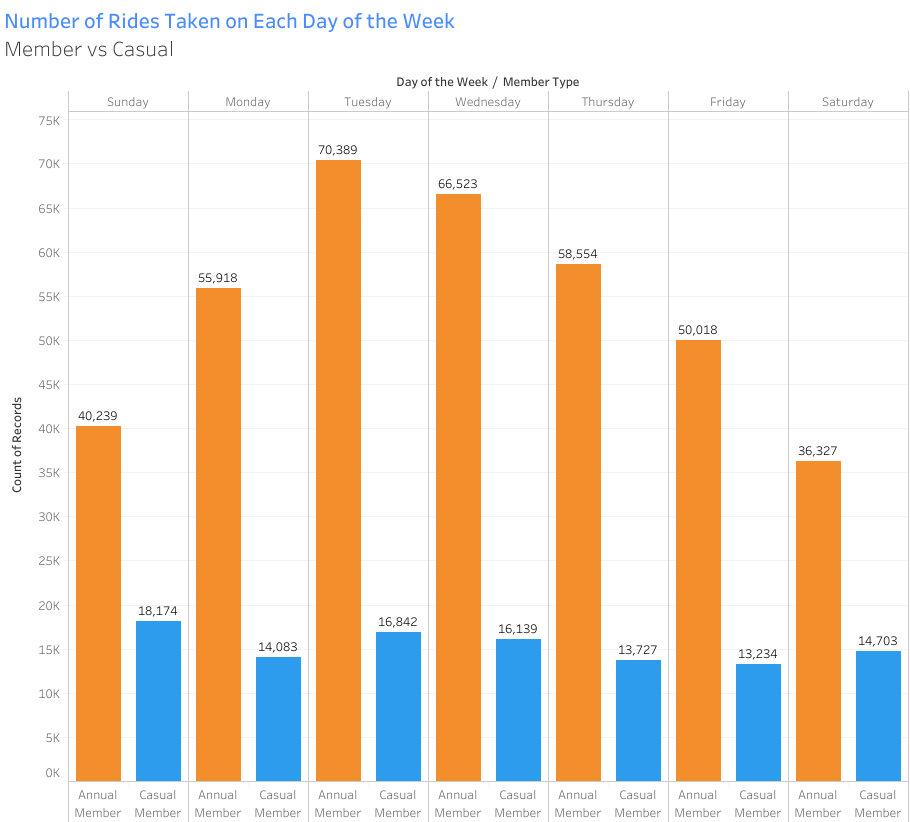 Number of Rides Taken on Each Day of the Week
Member vs Casual
Day of the Week / Member Type
Sunday Monday Tuesday Wednesday Thursday Friday Saturday
75K
70K
65K
60K
55K
50K
45K
40K
35K
30K
25K
20K
15K
10K
5K
0K
Count of Records
40,239
18,174
55,918
14,083
70,389
16,842
66,523
16,139
58,554
13,727
50,018
13,234
36,327
14,703
Annual Casual Annual Casual Annual Casual Annual Casual Annual Casual Annual Casual Annual Casual
Member Member Member Member Member Member Member Member Member Member Member Member Member Member